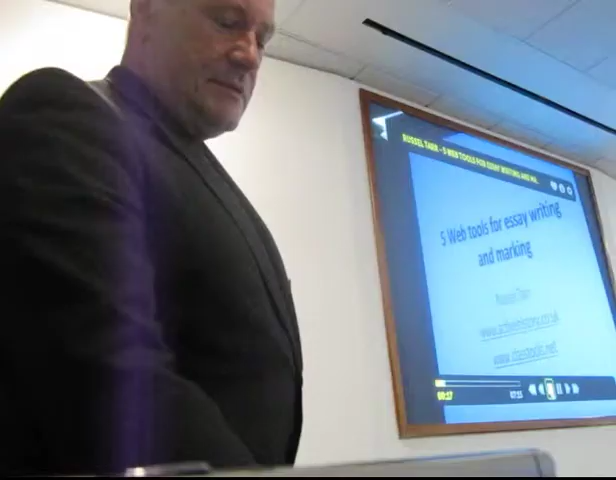 RUSSEL TARR - 5 WEB TOOLS FOR ESSAY WRITING AND MA...
5 Web tools for essay writing
and marking
Russel Tarr
www.activehistory.co.uk
www.classtools.net
00:17
07:15